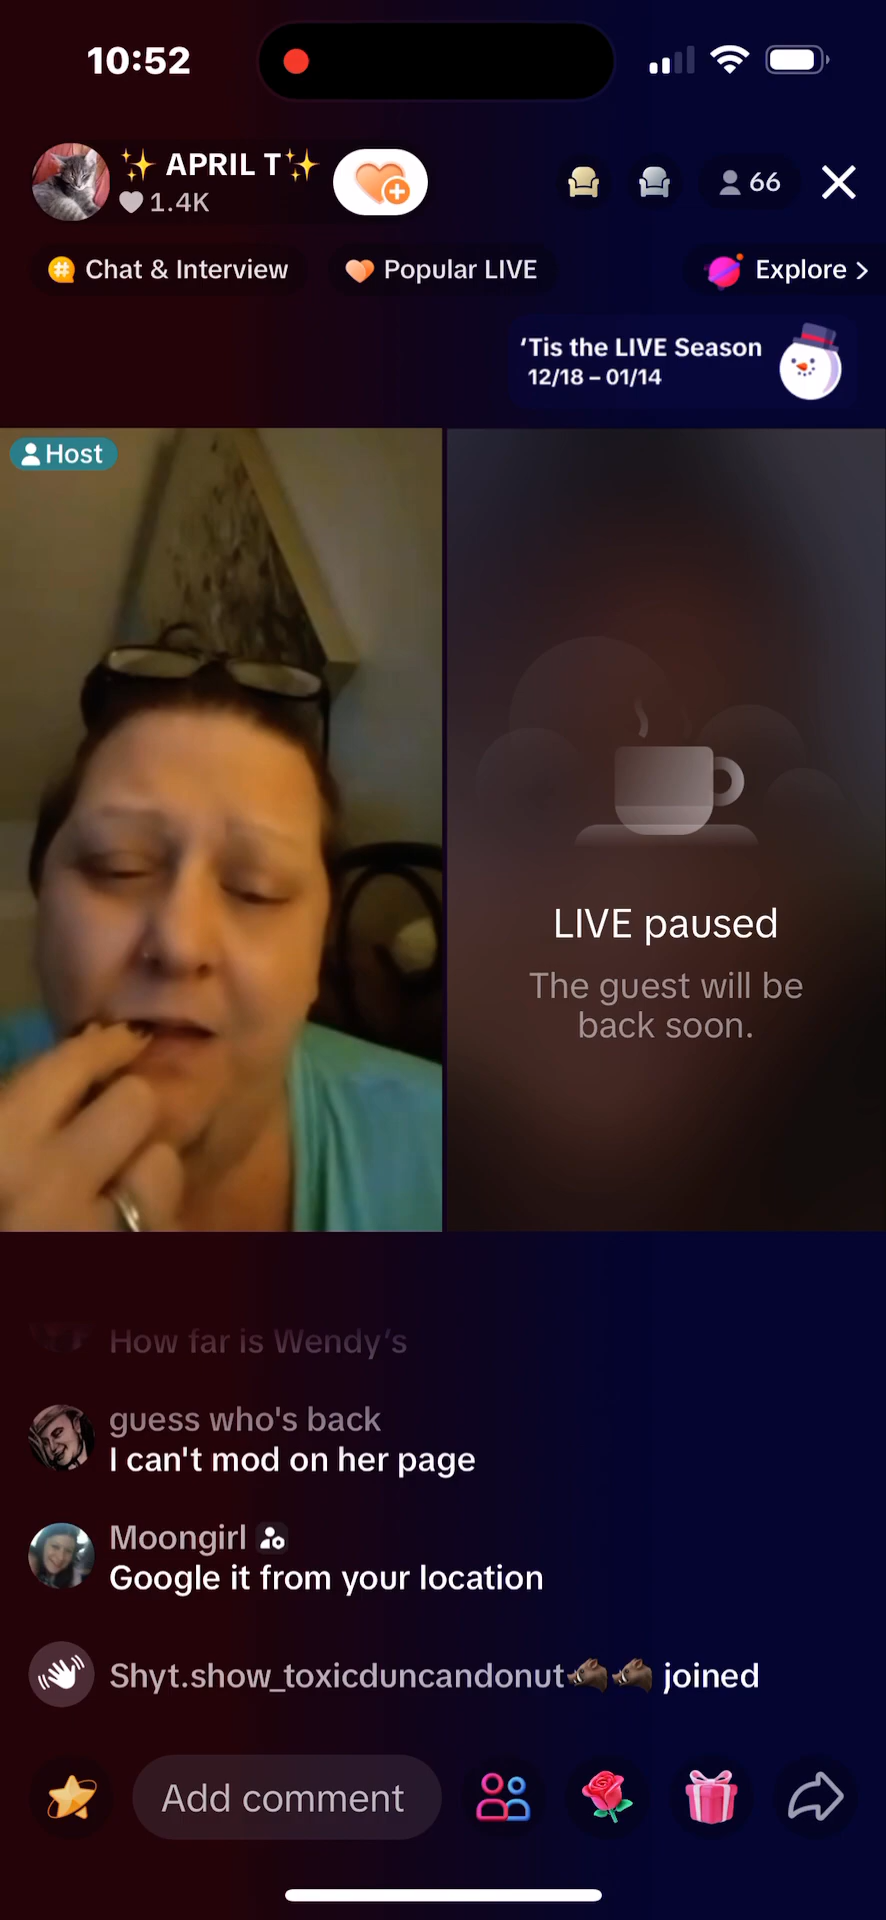 10:52
✨ APRIL T✨
1.4K
66
Chat & Interview
Popular LIVE
Explore >
‘Tis the LIVE Season
12/18 – 01/14
Host
LIVE paused
The guest will be
back soon.
How far is Wendy’s
guess who's back
I can't mod on her page
Moongirl
Google it from your location
Shyt.show_toxicduncandonut🐗🐗 joined
Add comment